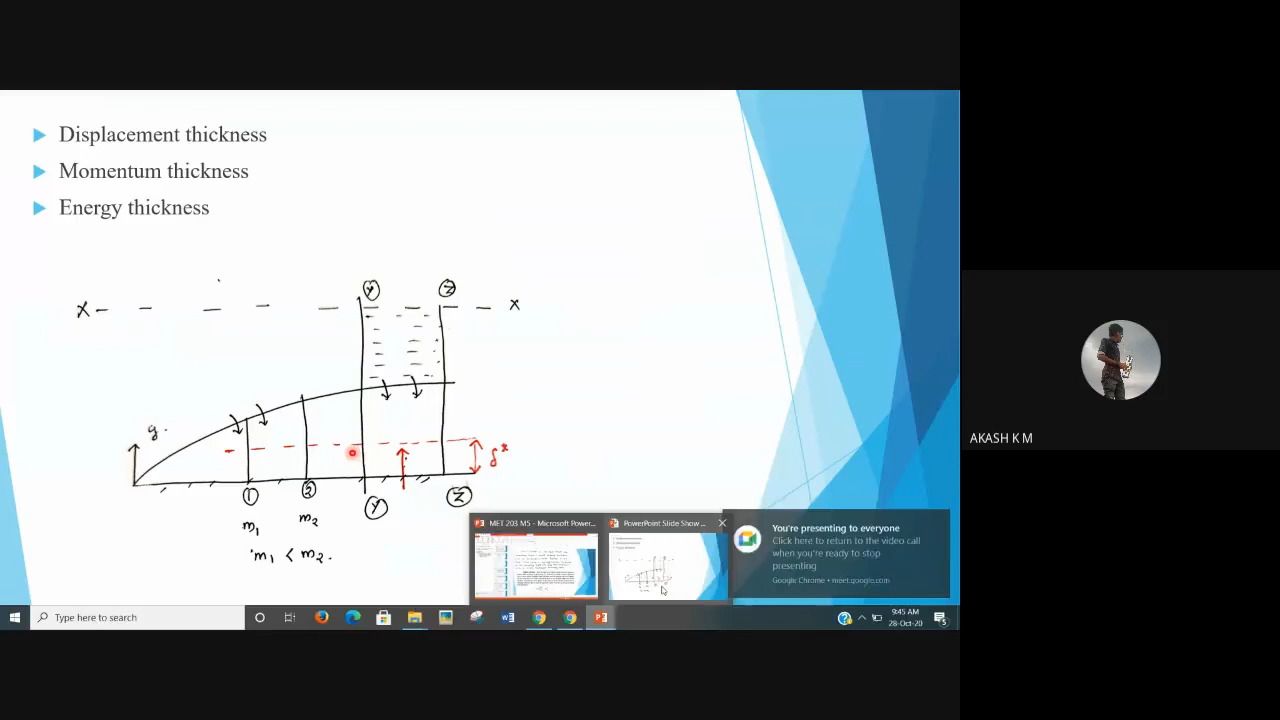 Displacement thickness
Momentum thickness
Energy thickness
Y Z
X X
y.
δ*
1 2 Y Z
m1 m2
m1 < m2.
MET 203 M5 - Microsoft Power...
PowerPoint Slide Show ...
You're presenting to everyone
Click here to return to the video call
when you're ready to stop
presenting
Google Chrome • meet.google.com
Type here to search
9:45 AM
28-Oct-20
5
AKASH K M